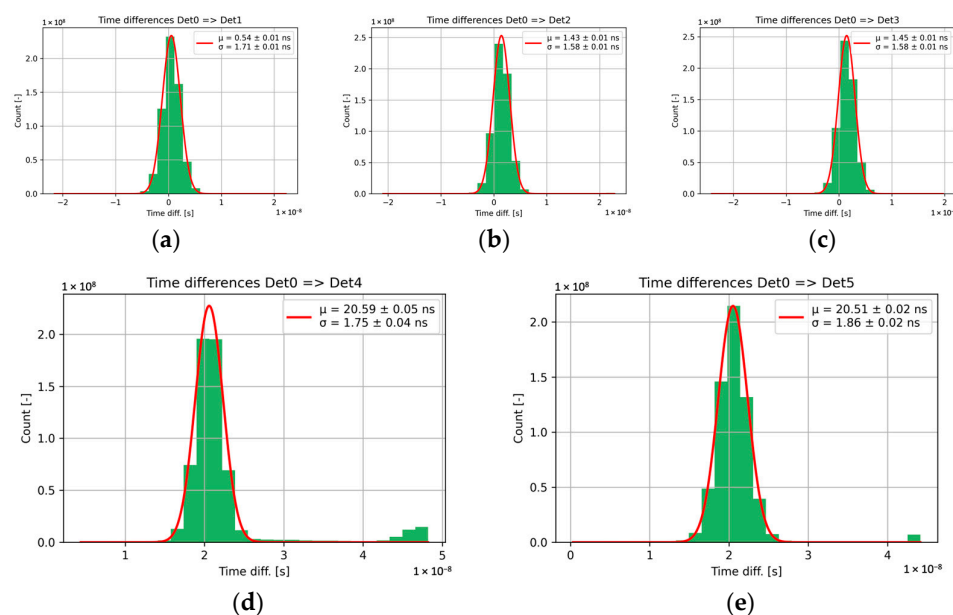 Time differences Det0 => Det1
1 × 10⁸
μ = 0.54 ± 0.01 ns
σ = 1.71 ± 0.01 ns
2.0
1.5
1.0
0.5
0.0
Count [-]
−2 −1 0 1 2
Time diff. [s]
1 × 10⁻⁸
(a)
Time differences Det0 => Det2
1 × 10⁸
μ = 1.43 ± 0.01 ns
σ = 1.58 ± 0.01 ns
2.5
2.0
1.5
1.0
0.5
0.0
Count [-]
−2 −1 0 1 2
Time diff. [s]
1 × 10⁻⁸
(b)
Time differences Det0 => Det3
1 × 10⁸
μ = 1.45 ± 0.01 ns
σ = 1.58 ± 0.01 ns
2.5
2.0
1.5
1.0
0.5
0.0
Count [-]
−2 −1 0 1 2
Time diff. [s]
1 × 10⁻⁸
(c)
Time differences Det0 => Det4
1 × 10⁸
μ = 20.59 ± 0.05 ns
σ = 1.75 ± 0.04 ns
2.0
1.5
1.0
0.5
0.0
Count [-]
1 2 3 4 5
Time diff. [s]
1 × 10⁻⁸
(d)
Time differences Det0 => Det5
1 × 10⁸
μ = 20.51 ± 0.02 ns
σ = 1.86 ± 0.02 ns
2.0
1.5
1.0
0.5
0.0
Count [-]
0 1 2 3 4
Time diff. [s]
1 × 10⁻⁸
(e)